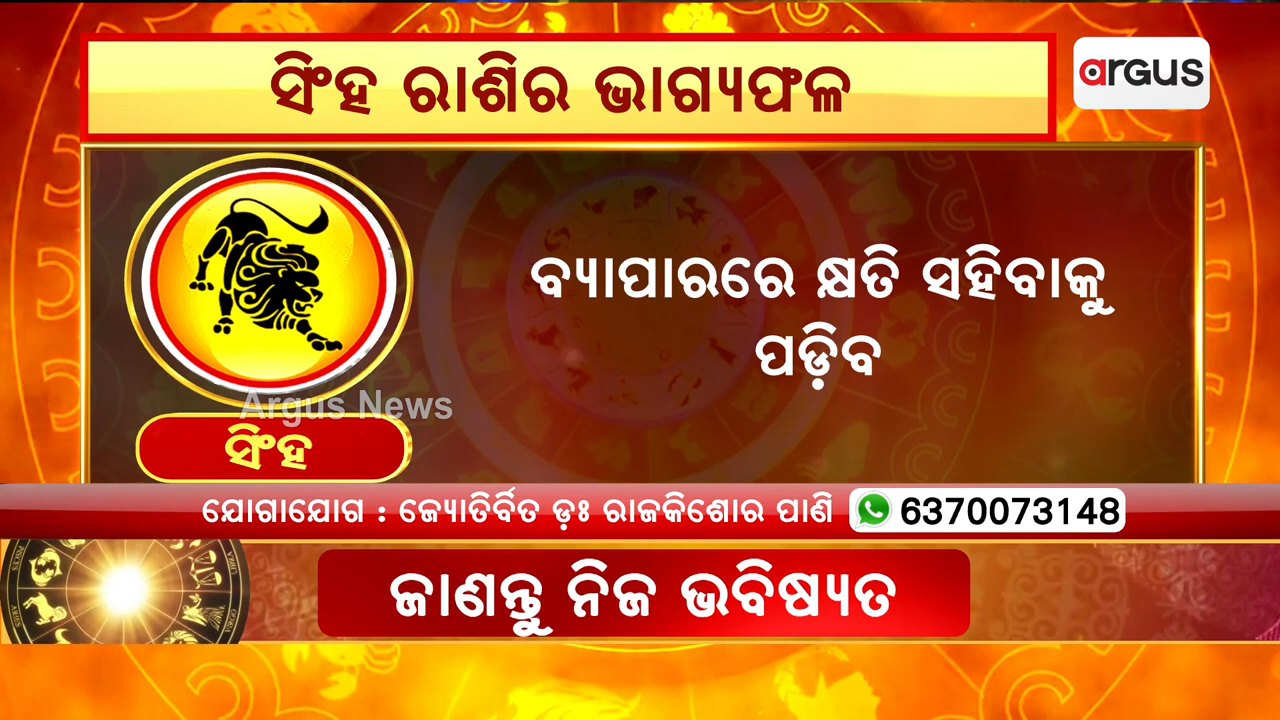 ସିଂହ ରାଶିର ଭାଗ୍ୟଫଳ
argus
ବ୍ୟାପାରରେ କ୍ଷତି ସହିବାକୁ
ପଡ଼ିବ
Argus News
ସିଂହ
ଯୋଗାଯୋଗ : ଜ୍ୟୋତିର୍ବିତ ଡ଼ଃ ରାଜକିଶୋର ପାଣି 6370073148
ଜାଣନ୍ତୁ ନିଜ ଭବିଷ୍ୟତ